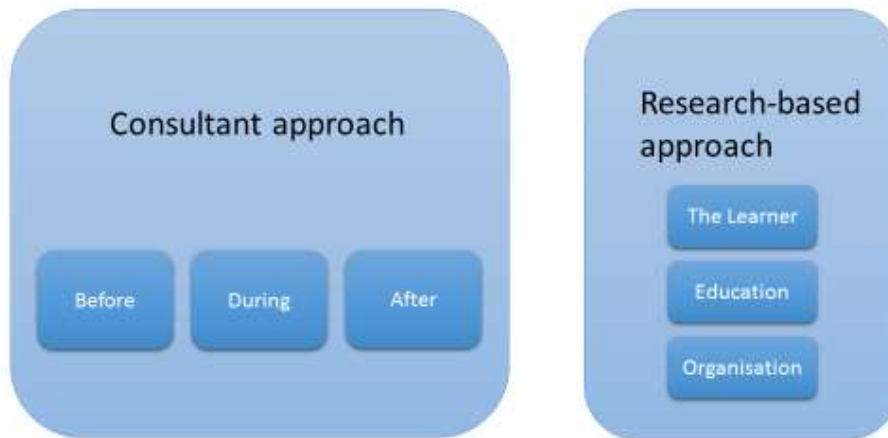 Consultant approach
Before
During
After
Research-based
approach
The Learner
Education
Organisation